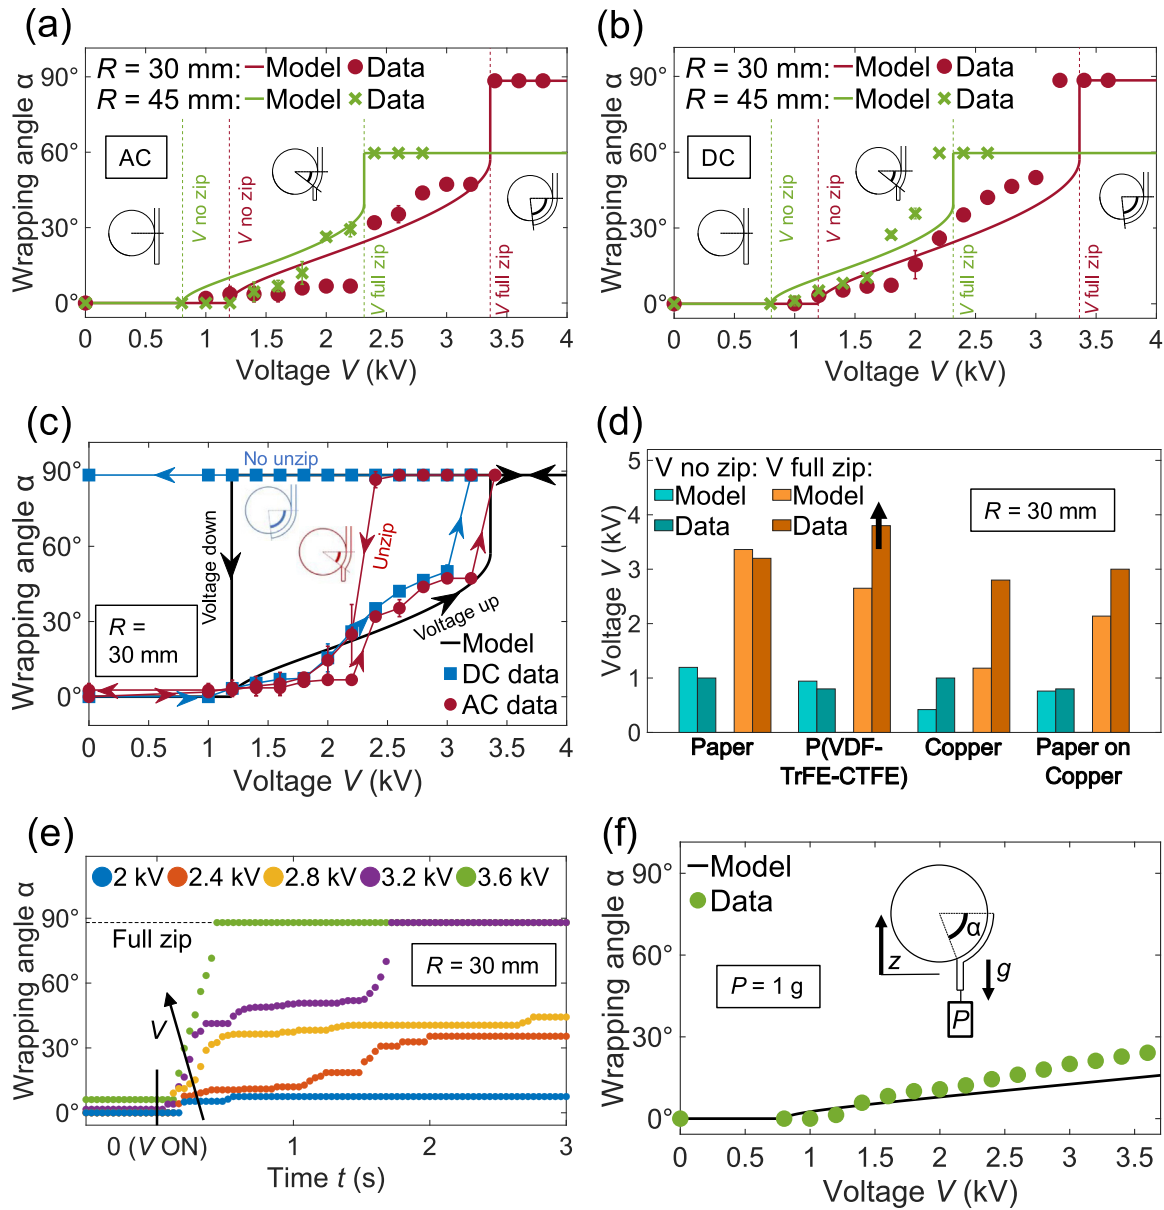 (a)
R = 30 mm: Model Data
R = 45 mm: Model Data
AC
V no zip
V no zip
V full zip
V full zip
Wrapping angle α
90°
60°
30°
0°
0 0.5 1 1.5 2 2.5 3 3.5 4
Voltage V (kV)
(b)
R = 30 mm: Model Data
R = 45 mm: Model Data
DC
V no zip
V no zip
V full zip
V full zip
Wrapping angle α
90°
60°
30°
0°
0 0.5 1 1.5 2 2.5 3 3.5 4
Voltage V (kV)
(c)
No unzip
Unzip
Voltage down
Voltage up
R =
30 mm
Model
DC data
AC data
Wrapping angle α
90°
60°
30°
0°
0 0.5 1 1.5 2 2.5 3 3.5 4
Voltage V (kV)
(d)
V no zip: V full zip:
Model Model
Data Data
R = 30 mm
Voltage V (kV)
5
4
3
2
1
0
Paper P(VDF-TrFE-CTFE) Copper Paper on Copper
(e)
2 kV 2.4 kV 2.8 kV 3.2 kV 3.6 kV
Full zip
R = 30 mm
V
Wrapping angle α
90°
60°
30°
0°
0 (V ON) 1 2 3
Time t (s)
(f)
Model
Data
α
z
g
P
P = 1 g
Wrapping angle α
90°
60°
30°
0°
0 0.5 1 1.5 2 2.5 3 3.5
Voltage V (kV)